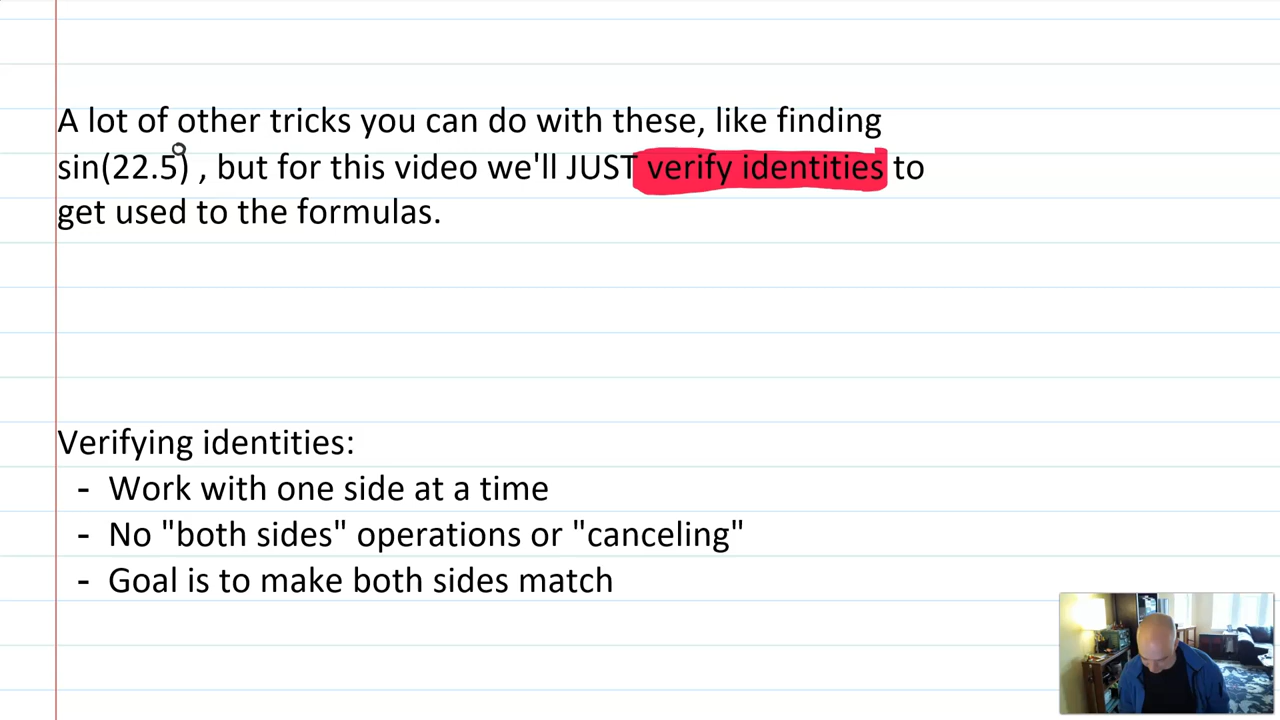 A lot of other tricks you can do with these, like finding
sin(22.5°) , but for this video we'll JUST verify identities to
get used to the formulas.
Verifying identities:
- Work with one side at a time
- No "both sides" operations or "canceling"
- Goal is to make both sides match